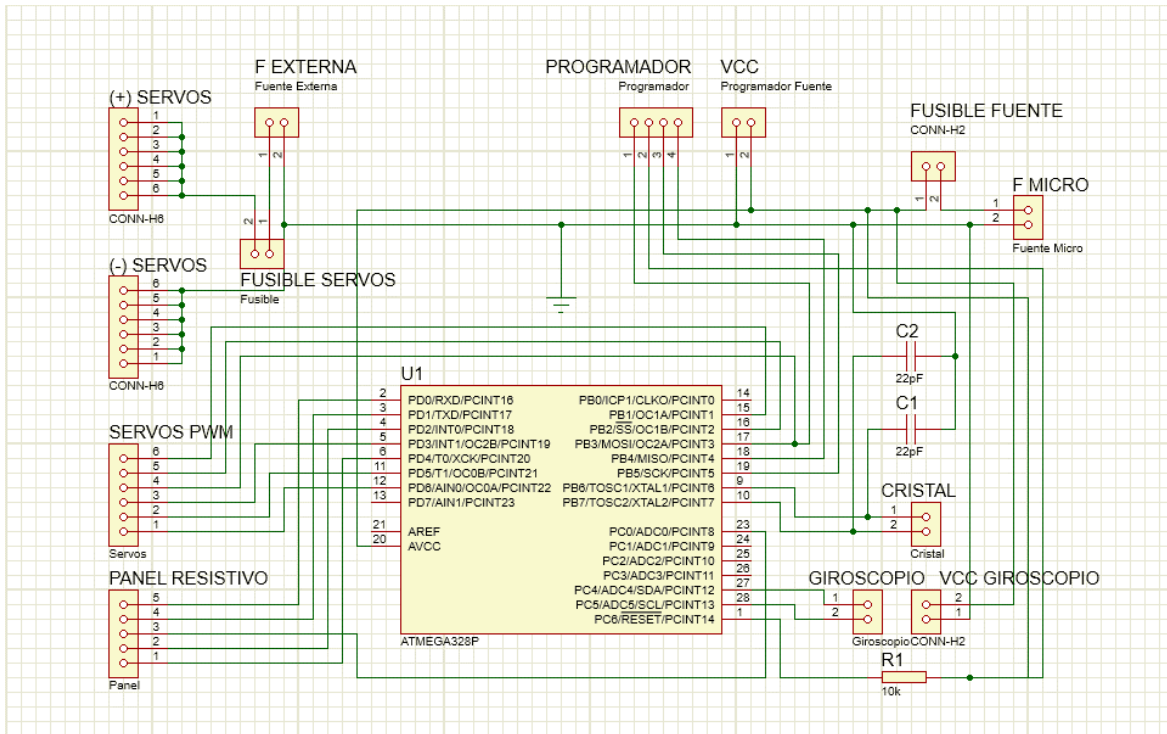 F EXTERNA
Fuente Externa
1
2
PROGRAMADOR
Programador
1
2
3
4
VCC
Programador Fuente
1
2
(+) SERVOS
1
2
3
4
5
6
CONN-H6
FUSIBLE FUENTE
CONN-H2
1
2
F MICRO
1
2
Fuente Micro
2
1
FUSIBLE SERVOS
Fusible
(-) SERVOS
6
5
4
3
2
1
CONN-H6
C2
22pF
C1
22pF
U1
2 PD0/RXD/PCINT16
3 PD1/TXD/PCINT17
4 PD2/INT0/PCINT18
5 PD3/INT1/OC2B/PCINT19
6 PD4/T0/XCK/PCINT20
11 PD5/T1/OC0B/PCINT21
12 PD6/AIN0/OC0A/PCINT22
13 PD7/AIN1/PCINT23
21 AREF
20 AVCC
PB0/ICP1/CLKO/PCINT0 14
PB1/OC1A/PCINT1 15
PB2/SS/OC1B/PCINT2 16
PB3/MOSI/OC2A/PCINT3 17
PB4/MISO/PCINT4 18
PB5/SCK/PCINT5 19
PB6/TOSC1/XTAL1/PCINT6 9
PB7/TOSC2/XTAL2/PCINT7 10
PC0/ADC0/PCINT8 23
PC1/ADC1/PCINT9 24
PC2/ADC2/PCINT10 25
PC3/ADC3/PCINT11 26
PC4/ADC4/SDA/PCINT12 27
PC5/ADC5/SCL/PCINT13 28
PC6/RESET/PCINT14 1
ATMEGA328P
SERVOS PWM
6
5
4
3
2
1
Servos
CRISTAL
1
2
Cristal
PANEL RESISTIVO
5
4
3
2
1
Panel
GIROSCOPIO
1
2
Giroscopio
VCC GIROSCOPIO
2
1
CONN-H2
R1
10k